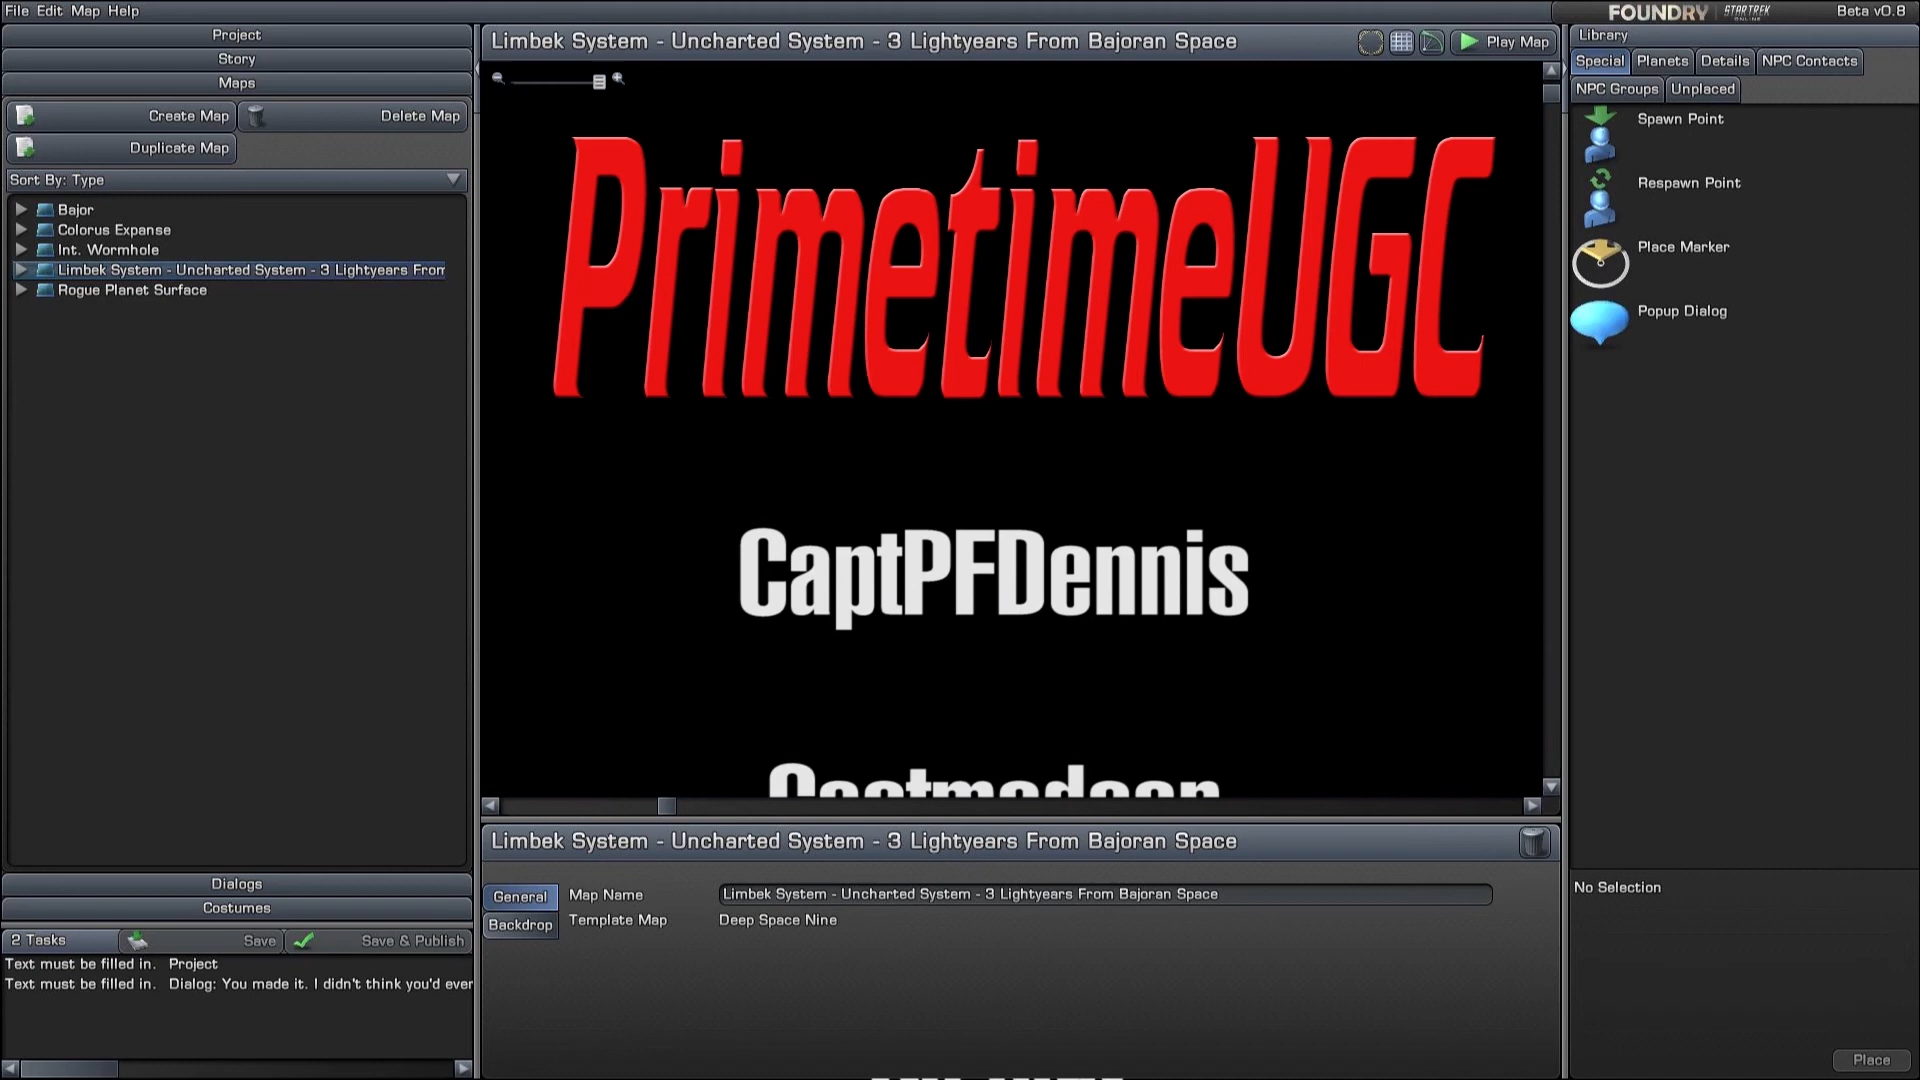 File Edit Map Help
FOUNDRY STAR TREK ONLINE Beta v0.8
Project
Story
Maps
Create Map Delete Map
Duplicate Map
Sort By: Type
Bajor
Colorus Expanse
Int. Wormhole
Limbek System - Uncharted System - 3 Lightyears From
Rogue Planet Surface
Dialogs
Costumes
2 Tasks Save Save & Publish
Text must be filled in. Project
Text must be filled in. Dialog: You made it. I didn't think you'd ever
Limbek System - Uncharted System - 3 Lightyears From Bajoran Space Play Map
PrimetimeUGC
CaptPFDennis
Limbek System - Uncharted System - 3 Lightyears From Bajoran Space
General Map Name Limbek System - Uncharted System - 3 Lightyears From Bajoran Space
Backdrop Template Map Deep Space Nine
Library
Special Planets Details NPC Contacts
NPC Groups Unplaced
Spawn Point
Respawn Point
Place Marker
Popup Dialog
No Selection
Place